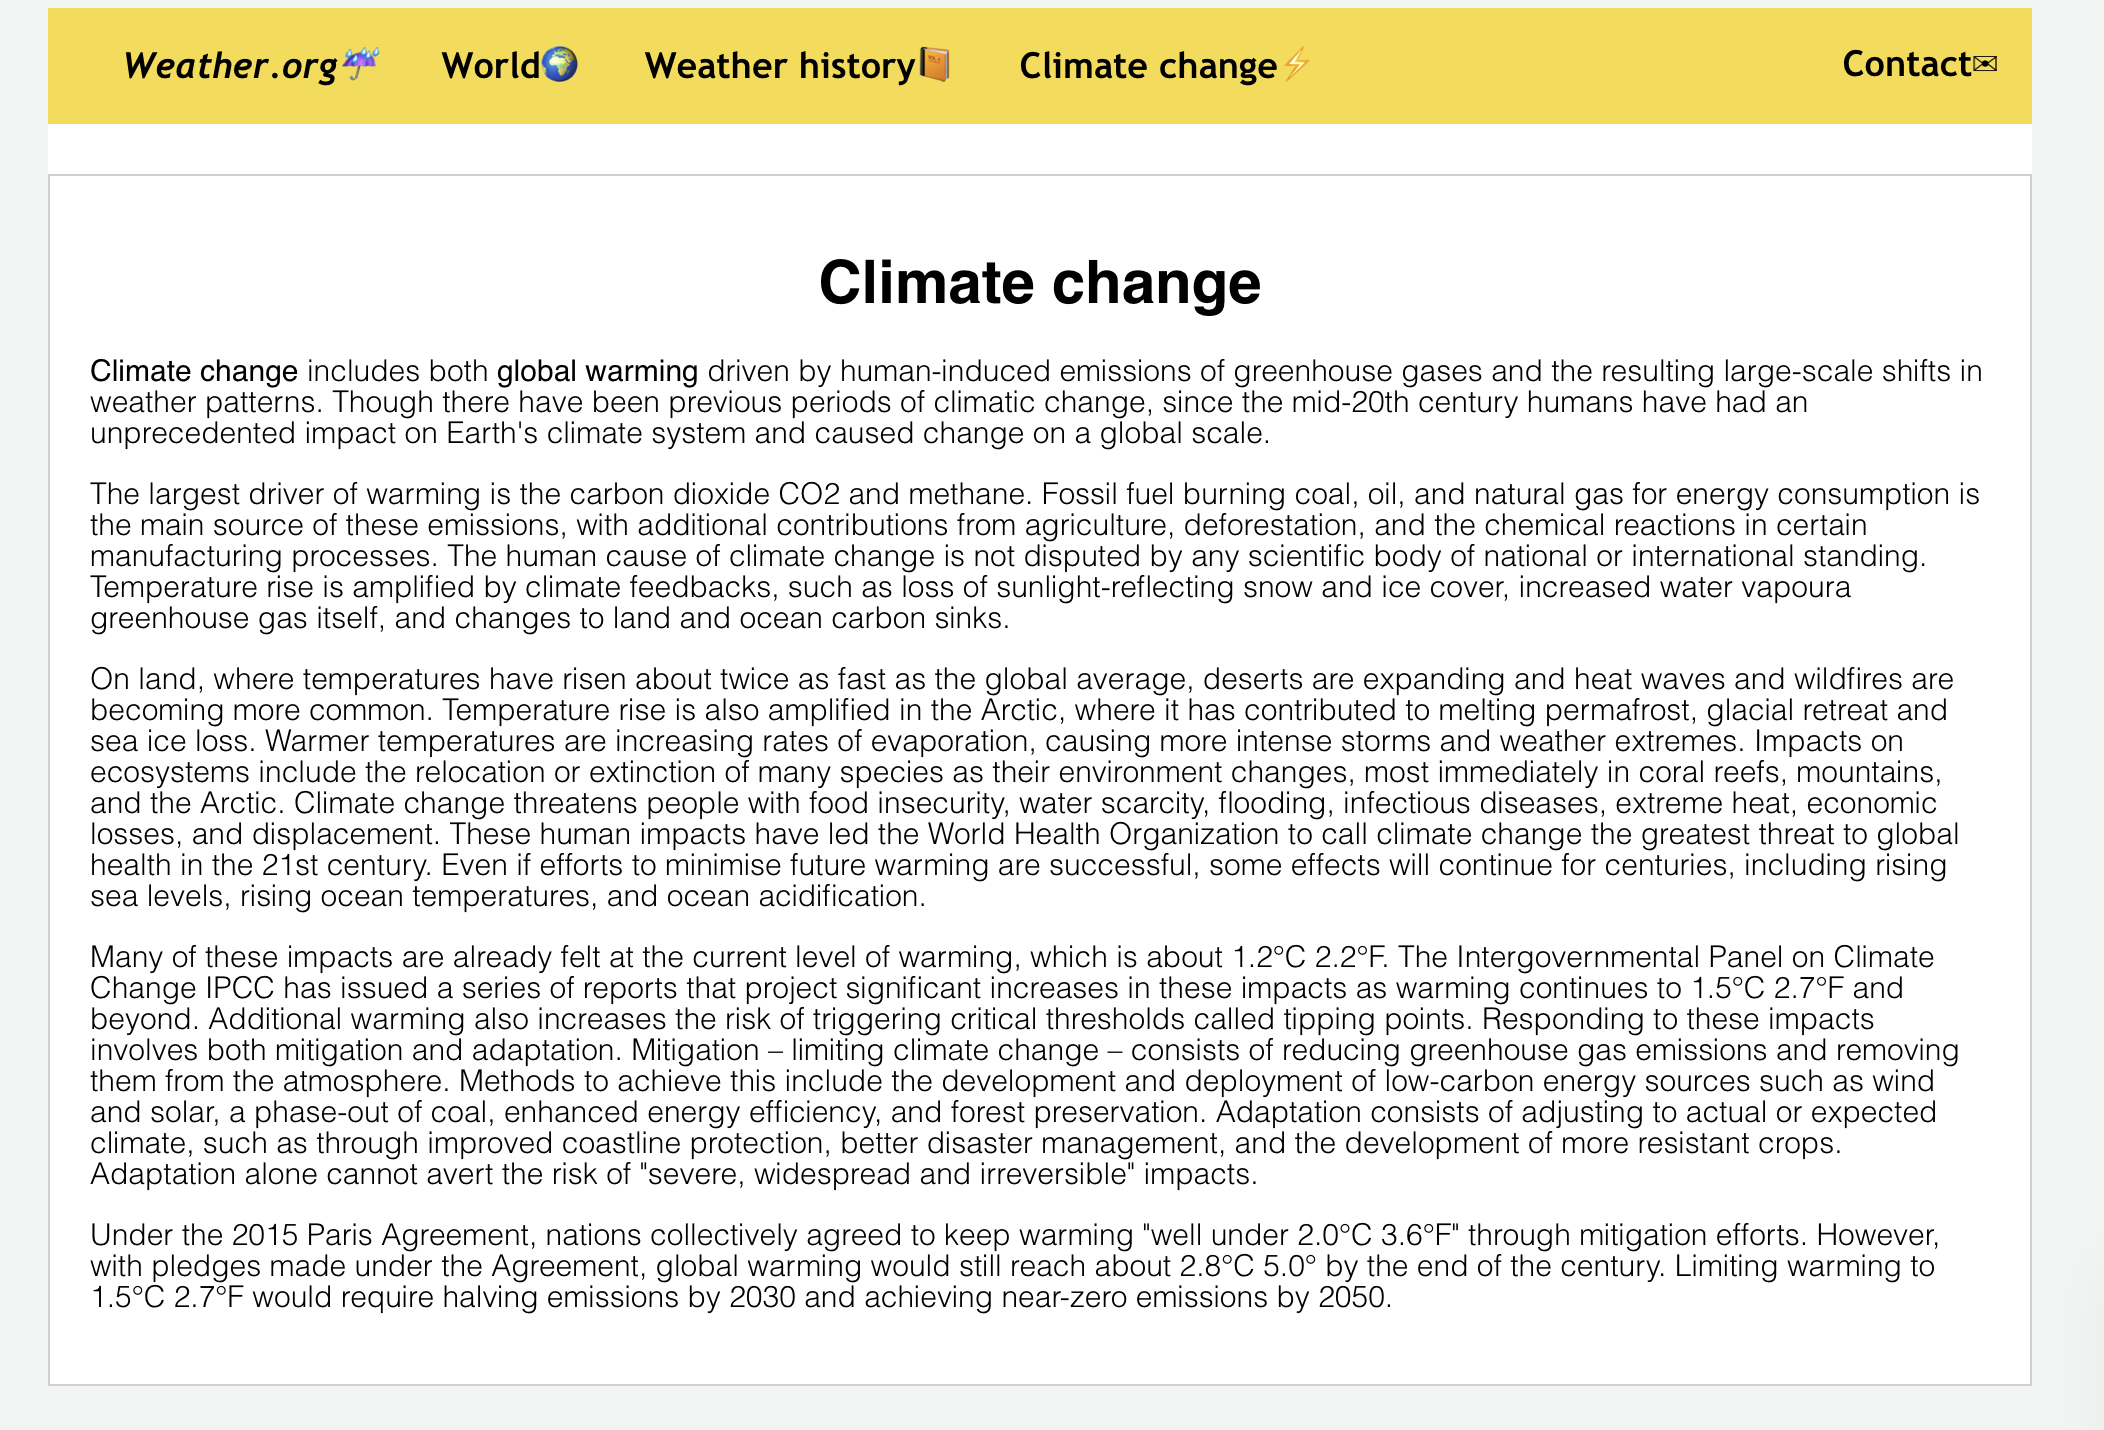 Weather.org☔ World🌍 Weather history📔 Climate change⚡ Contact✉
Climate change
Climate change includes both global warming driven by human-induced emissions of greenhouse gases and the resulting large-scale shifts in
weather patterns. Though there have been previous periods of climatic change, since the mid-20th century humans have had an
unprecedented impact on Earth's climate system and caused change on a global scale.
The largest driver of warming is the carbon dioxide CO2 and methane. Fossil fuel burning coal, oil, and natural gas for energy consumption is
the main source of these emissions, with additional contributions from agriculture, deforestation, and the chemical reactions in certain
manufacturing processes. The human cause of climate change is not disputed by any scientific body of national or international standing.
Temperature rise is amplified by climate feedbacks, such as loss of sunlight-reflecting snow and ice cover, increased water vapoura
greenhouse gas itself, and changes to land and ocean carbon sinks.
On land, where temperatures have risen about twice as fast as the global average, deserts are expanding and heat waves and wildfires are
becoming more common. Temperature rise is also amplified in the Arctic, where it has contributed to melting permafrost, glacial retreat and
sea ice loss. Warmer temperatures are increasing rates of evaporation, causing more intense storms and weather extremes. Impacts on
ecosystems include the relocation or extinction of many species as their environment changes, most immediately in coral reefs, mountains,
and the Arctic. Climate change threatens people with food insecurity, water scarcity, flooding, infectious diseases, extreme heat, economic
losses, and displacement. These human impacts have led the World Health Organization to call climate change the greatest threat to global
health in the 21st century. Even if efforts to minimise future warming are successful, some effects will continue for centuries, including rising
sea levels, rising ocean temperatures, and ocean acidification.
Many of these impacts are already felt at the current level of warming, which is about 1.2°C 2.2°F. The Intergovernmental Panel on Climate
Change IPCC has issued a series of reports that project significant increases in these impacts as warming continues to 1.5°C 2.7°F and
beyond. Additional warming also increases the risk of triggering critical thresholds called tipping points. Responding to these impacts
involves both mitigation and adaptation. Mitigation – limiting climate change – consists of reducing greenhouse gas emissions and removing
them from the atmosphere. Methods to achieve this include the development and deployment of low-carbon energy sources such as wind
and solar, a phase-out of coal, enhanced energy efficiency, and forest preservation. Adaptation consists of adjusting to actual or expected
climate, such as through improved coastline protection, better disaster management, and the development of more resistant crops.
Adaptation alone cannot avert the risk of "severe, widespread and irreversible" impacts.
Under the 2015 Paris Agreement, nations collectively agreed to keep warming "well under 2.0°C 3.6°F" through mitigation efforts. However,
with pledges made under the Agreement, global warming would still reach about 2.8°C 5.0° by the end of the century. Limiting warming to
1.5°C 2.7°F would require halving emissions by 2030 and achieving near-zero emissions by 2050.